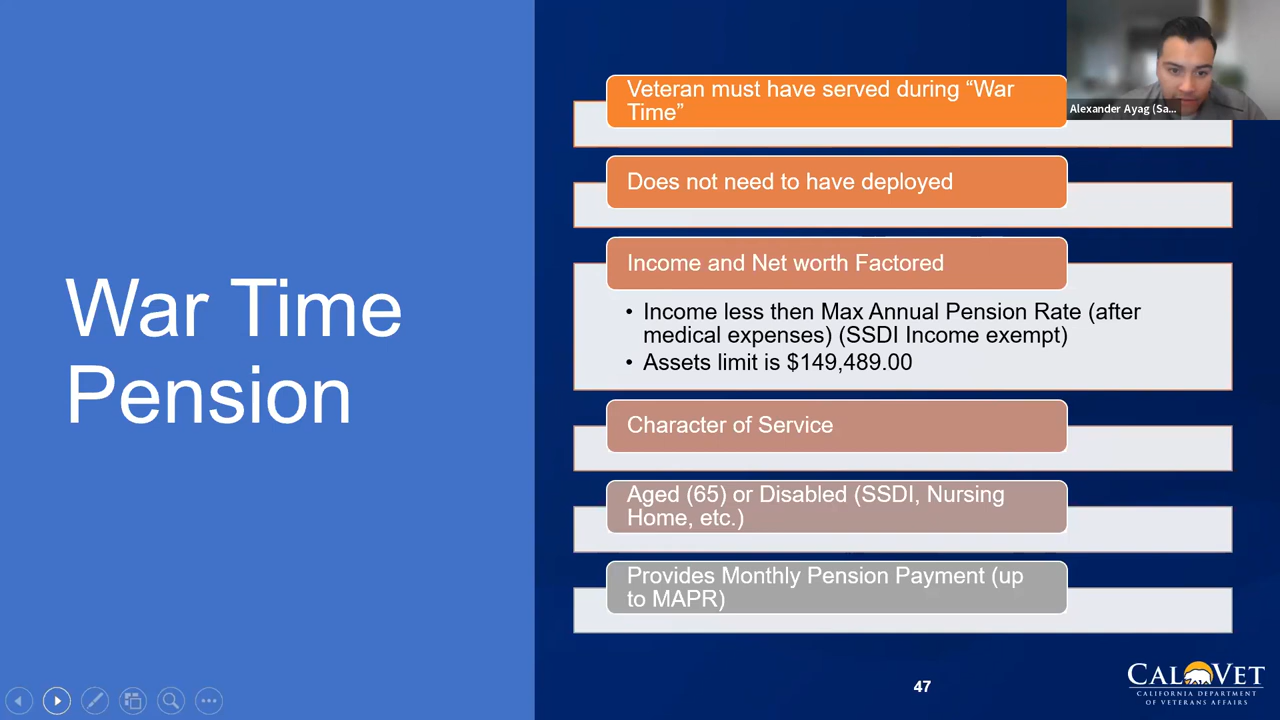 War Time
Pension
Veteran must have served during “War
Time”
Does not need to have deployed
Income and Net worth Factored
• Income less then Max Annual Pension Rate (after
medical expenses) (SSDI Income exempt)
• Assets limit is $149,489.00
Character of Service
Aged (65) or Disabled (SSDI, Nursing
Home, etc.)
Provides Monthly Pension Payment (up
to MAPR)
47
Alexander Ayag (Sa...
CALVET
CALIFORNIA DEPARTMENT
OF VETERANS AFFAIRS